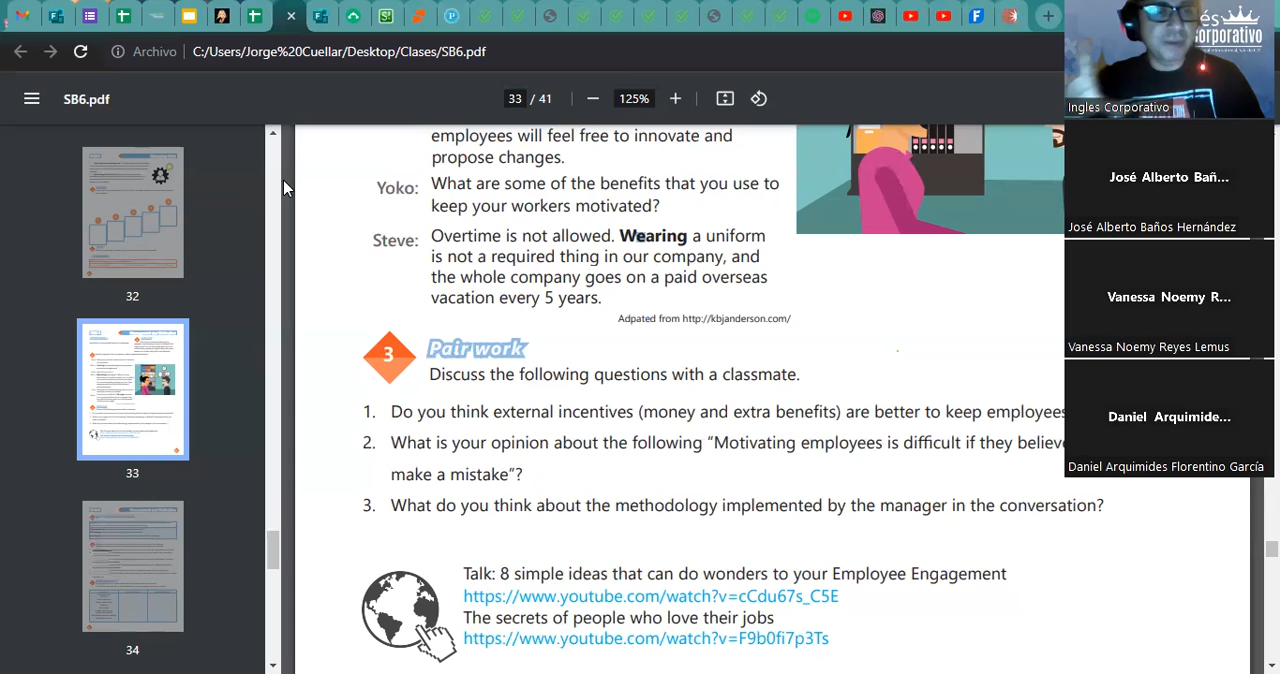 Archivo C:/Users/Jorge%20Cuellar/Desktop/Clases/SB6.pdf
és
corporativo
SB6.pdf
33 / 41
125%
Ingles Corporativo
employees will feel free to innovate and
propose changes.
Yoko: What are some of the benefits that you use to
keep your workers motivated?
Steve: Overtime is not allowed. Wearing a uniform
is not a required thing in our company, and
the whole company goes on a paid overseas
vacation every 5 years.
Adpated from http://kbjanderson.com/
3 Pair work
Discuss the following questions with a classmate.
1. Do you think external incentives (money and extra benefits) are better to keep employees
2. What is your opinion about the following “Motivating employees is difficult if they believe
make a mistake”?
3. What do you think about the methodology implemented by the manager in the conversation?
Talk: 8 simple ideas that can do wonders to your Employee Engagement
https://www.youtube.com/watch?v=cCdu67s_C5E
The secrets of people who love their jobs
https://www.youtube.com/watch?v=F9b0fi7p3Ts
32
33
34
José Alberto Bañ...
José Alberto Baños Hernández
Vanessa Noemy R...
Vanessa Noemy Reyes Lemus
Daniel Arquimide...
Daniel Arquimides Florentino García